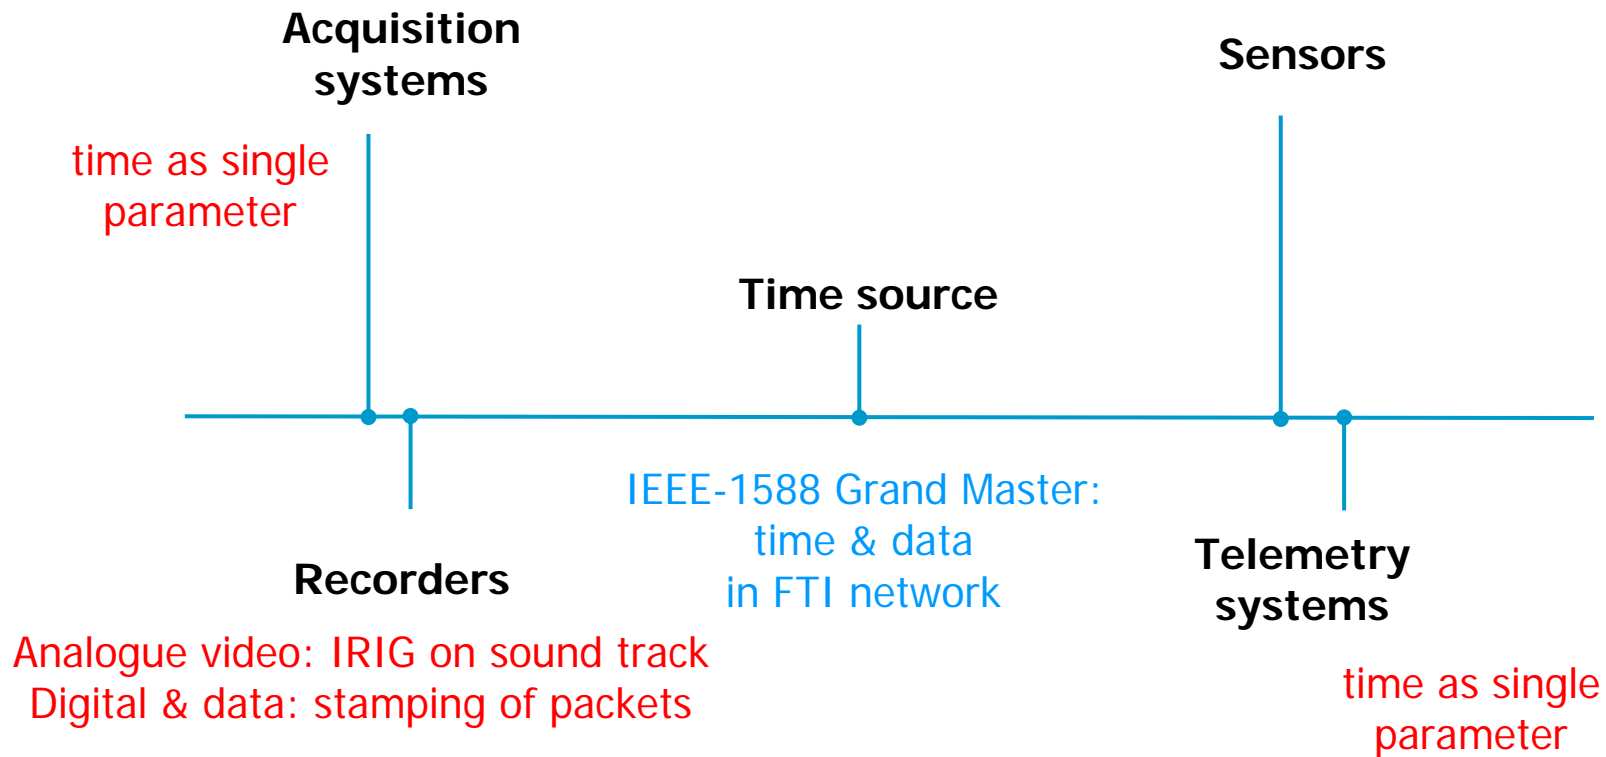 Acquisition
systems
time as single
parameter
Sensors
Time source
IEEE-1588 Grand Master:
time & data
in FTI network
Recorders
Analogue video: IRIG on sound track
Digital & data: stamping of packets
Telemetry
systems
time as single
parameter